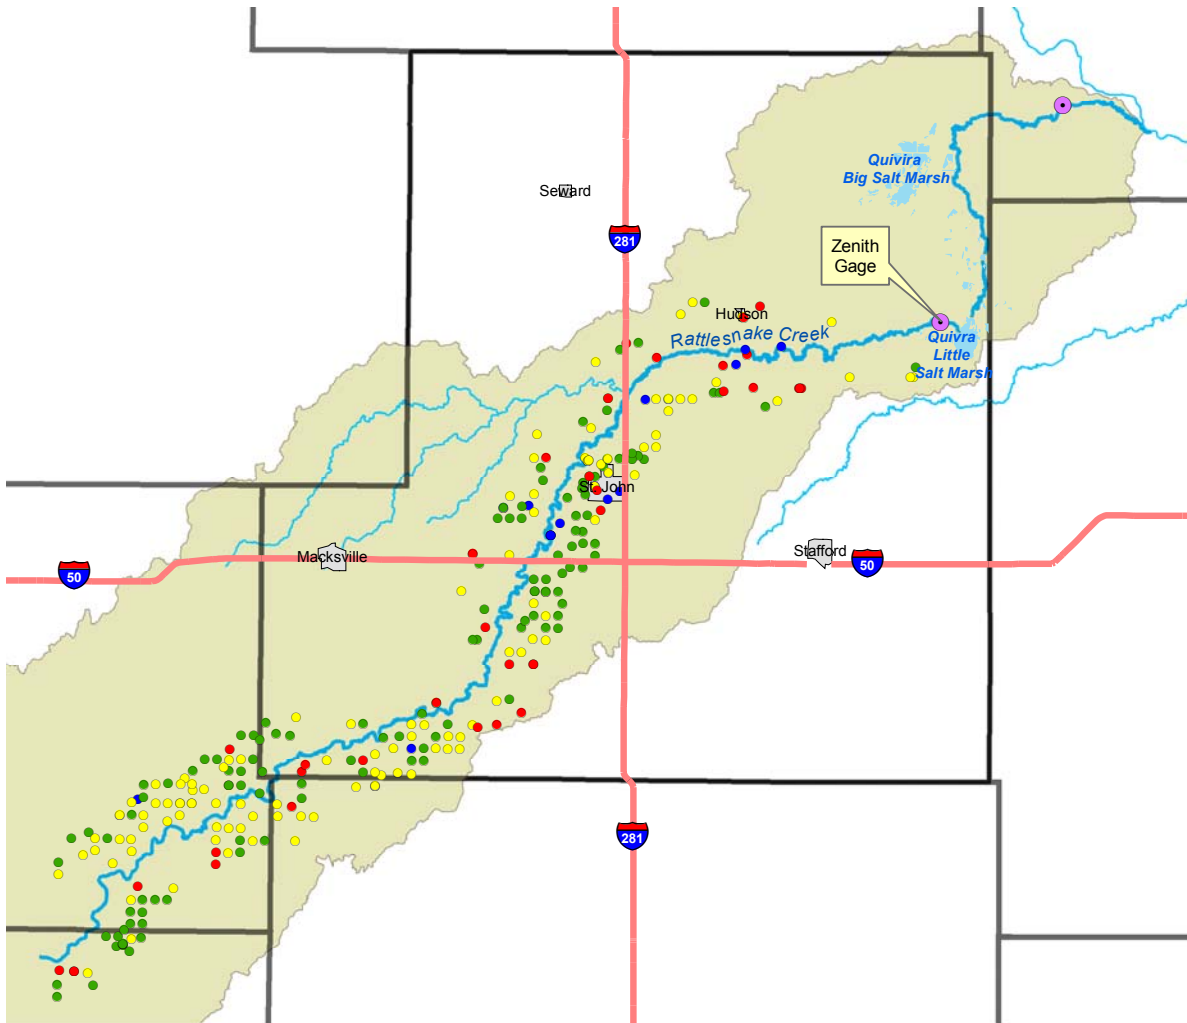 Quivira
Big Salt Marsh
Seward
281
Zenith
Gage
Hudson
Rattlesnake Creek
Quivra
Little
Salt Marsh
St. John
Macksville
Stafford
50
50
281